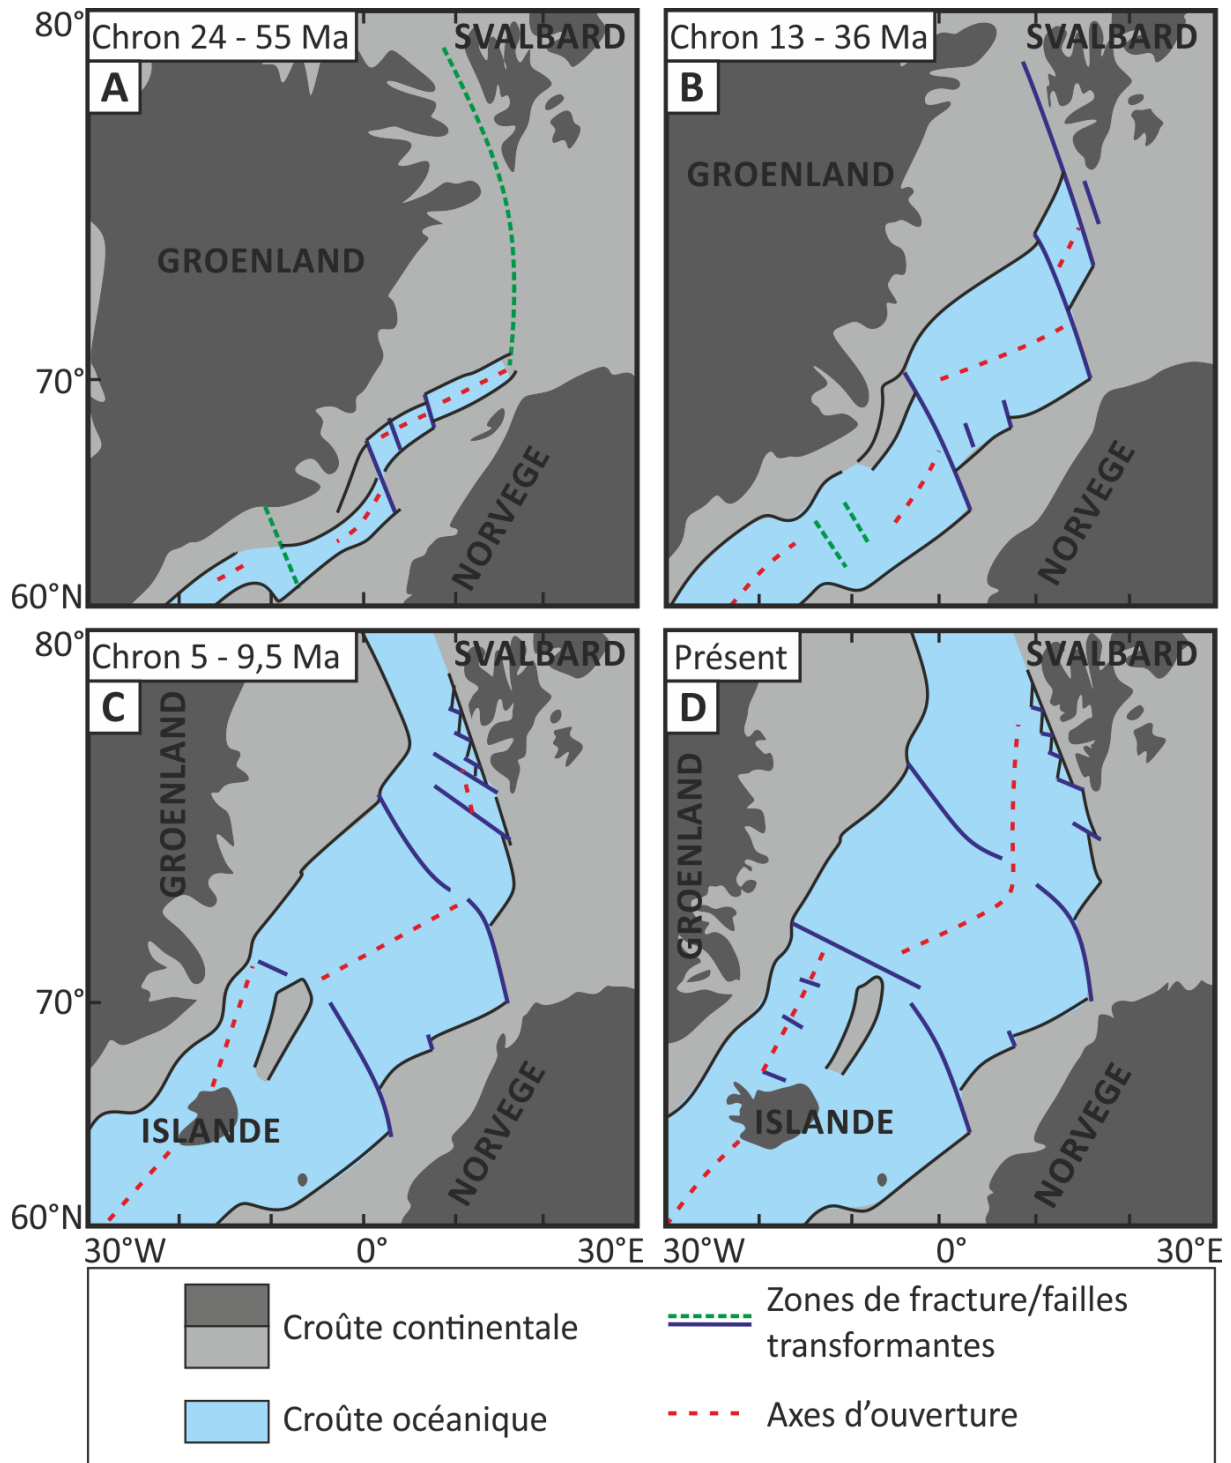 80°
Chron 24 - 55 Ma
SVALBARD
A
GROENLAND
70°
NORVEGE
60°N
Chron 13 - 36 Ma
SVALBARD
B
GROENLAND
NORVEGE
80°
Chron 5 - 9,5 Ma
SVALBARD
C
GROENLAND
70°
ISLANDE
NORVEGE
60°N
30°W
0°
30°E
Présent
SVALBARD
D
GROENLAND
ISLANDE
NORVEGE
30°W
0°
30°E
Croûte continentale
Croûte océanique
Zones de fracture/failles
transformantes
Axes d'ouverture